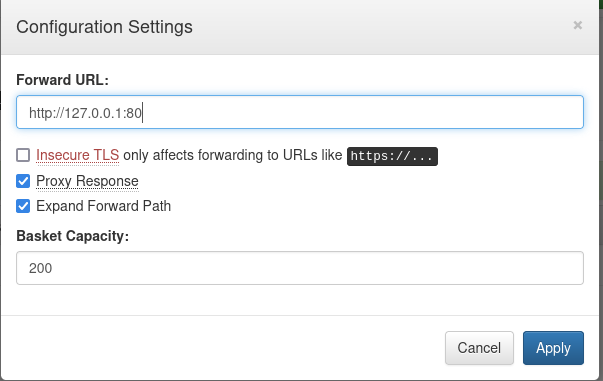 Configuration Settings ×
Forward URL:
http://127.0.0.1:80
Insecure TLS only affects forwarding to URLs like https://...
Proxy Response
Expand Forward Path
Basket Capacity:
200
Cancel Apply